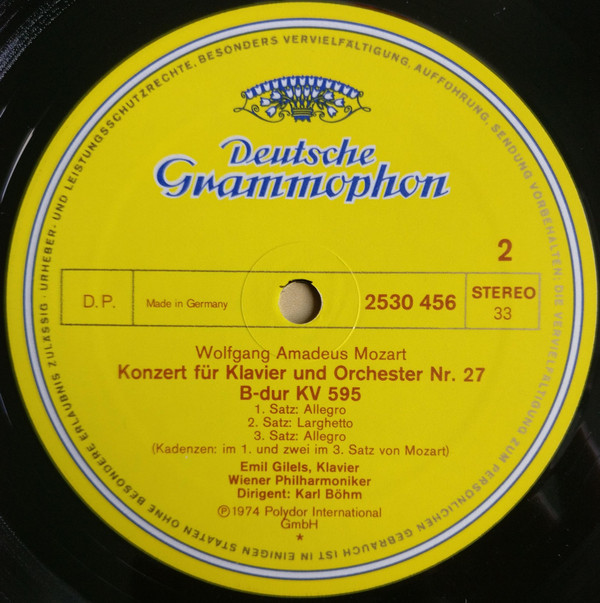 Deutsche
Grammophon
2
D.P.
Made in Germany
2530 456
STEREO
33
Wolfgang Amadeus Mozart
Konzert für Klavier und Orchester Nr. 27
B-dur KV 595
1. Satz: Allegro
2. Satz: Larghetto
3. Satz: Allegro
(Kadenzen: im 1. und zwei im 3. Satz von Mozart)
Emil Gilels, Klavier
Wiener Philharmoniker
Dirigent: Karl Böhm
℗ 1974 Polydor International
GmbH
★
URHEBER- UND LEISTUNGSSCHUTZRECHTE, BESONDERS VERVIELFÄLTIGUNG, AUFFÜHRUNG, SENDUNG VORBEHALTEN; DIE VERVIELFÄLTIGUNG ZUM PERSÖNLICHEN GEBRAUCH IST IN EINIGEN STAATEN OHNE BESONDERE ERLAUBNIS ZULÄSSIG ·